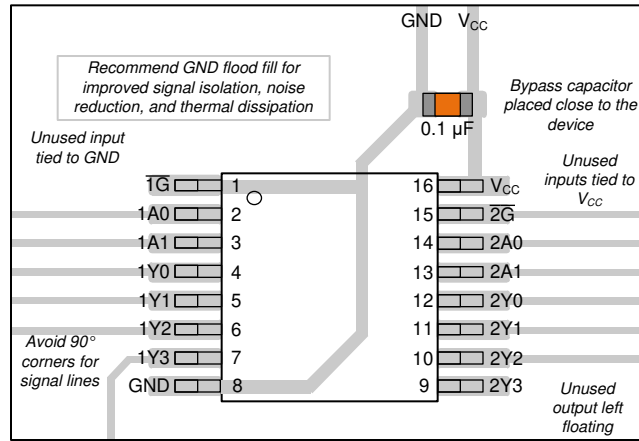 GND VCC
Recommend GND flood fill for
improved signal isolation, noise
reduction, and thermal dissipation
Bypass capacitor
placed close to the
device
0.1 μF
Unused input
tied to GND
Unused
inputs tied to
VCC
1G 1 16 VCC
1A0 2 15 2G
1A1 3 14 2A0
1Y0 4 13 2A1
1Y1 5 12 2Y0
1Y2 6 11 2Y1
1Y3 7 10 2Y2
GND 8 9 2Y3
Avoid 90°
corners for
signal lines
Unused
output left
floating